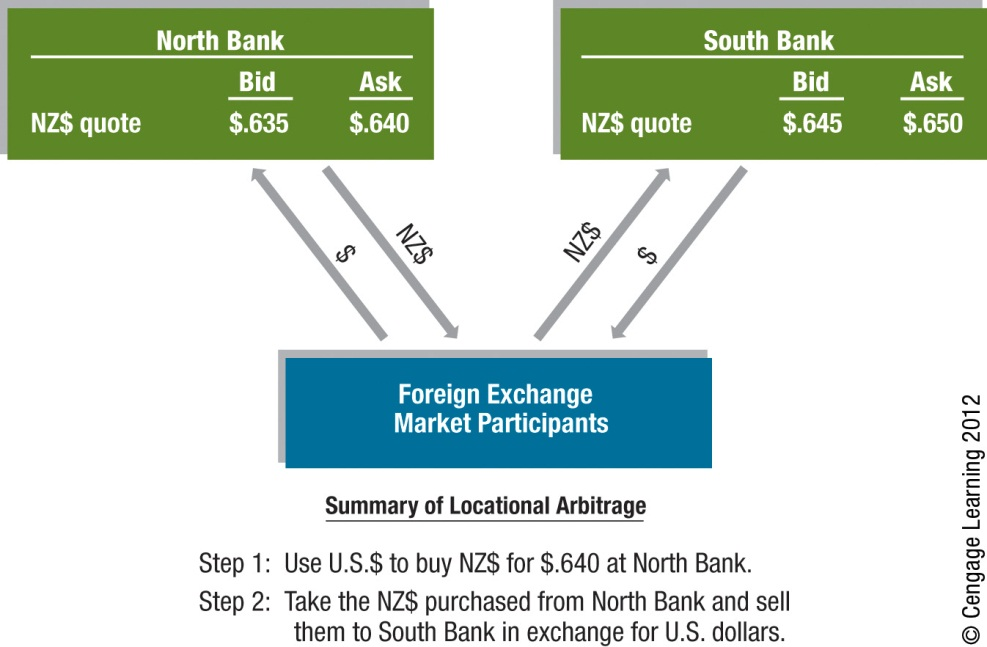 North Bank
Bid Ask
NZ$ quote $.635 $.640
South Bank
Bid Ask
NZ$ quote $.645 $.650
$
NZ$
NZ$
$
Foreign Exchange
Market Participants
Summary of Locational Arbitrage
Step 1: Use U.S.$ to buy NZ$ for $.640 at North Bank.
Step 2: Take the NZ$ purchased from North Bank and sell
them to South Bank in exchange for U.S. dollars.
© Cengage Learning 2012